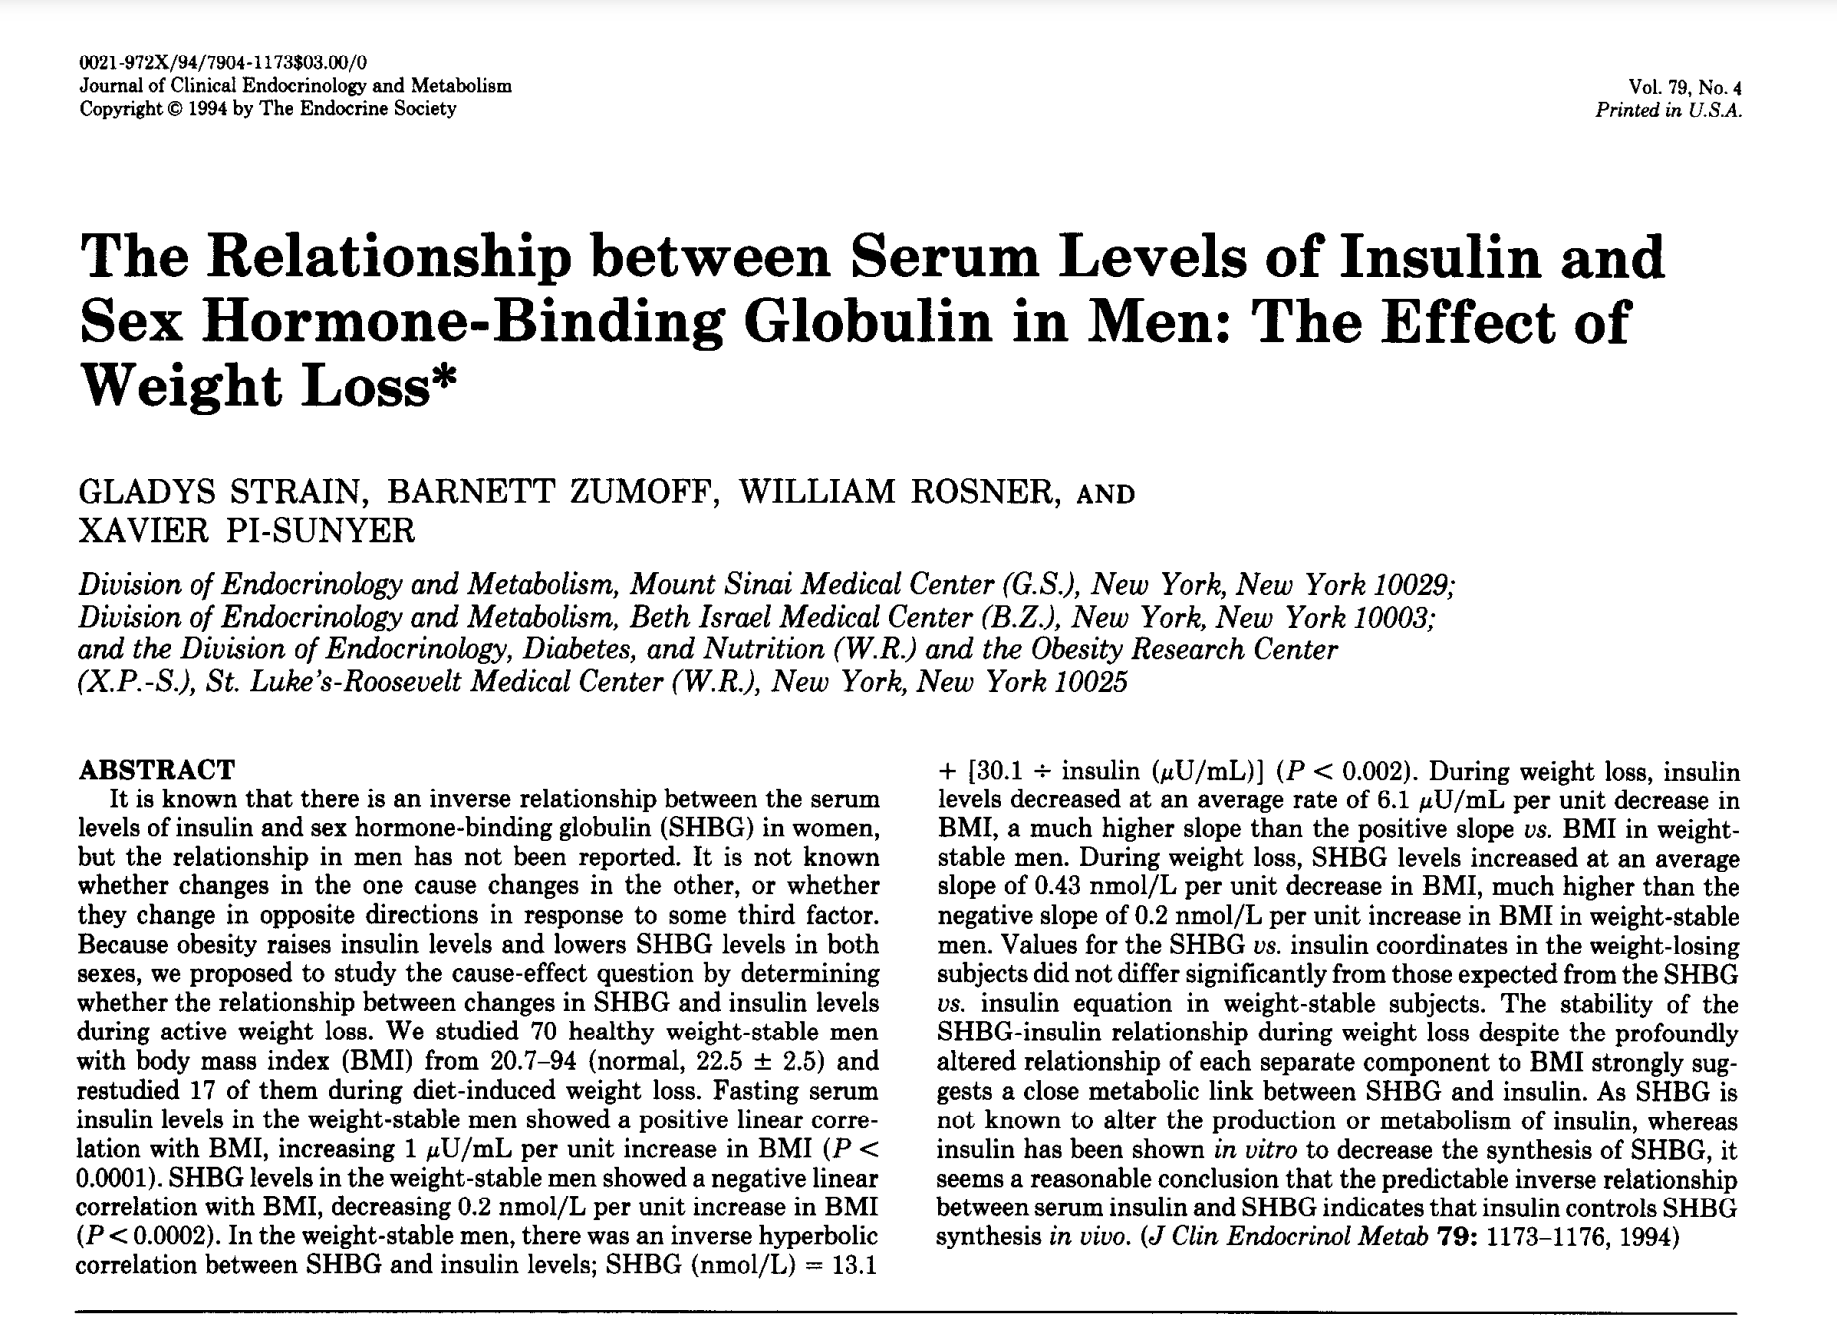 0021-972X/94/7904-1173$03.00/0
Journal of Clinical Endocrinology and Metabolism
Copyright © 1994 by The Endocrine Society
Vol. 79, No. 4
Printed in U.S.A.
The Relationship between Serum Levels of Insulin and
Sex Hormone-Binding Globulin in Men: The Effect of
Weight Loss*
GLADYS STRAIN, BARNETT ZUMOFF, WILLIAM ROSNER, AND
XAVIER PI-SUNYER
Division of Endocrinology and Metabolism, Mount Sinai Medical Center (G.S.), New York, New York 10029;
Division of Endocrinology and Metabolism, Beth Israel Medical Center (B.Z.), New York, New York 10003;
and the Division of Endocrinology, Diabetes, and Nutrition (W.R.) and the Obesity Research Center
(X.P.-S.), St. Luke's-Roosevelt Medical Center (W.R.), New York, New York 10025
ABSTRACT
It is known that there is an inverse relationship between the serum
levels of insulin and sex hormone-binding globulin (SHBG) in women,
but the relationship in men has not been reported. It is not known
whether changes in the one cause changes in the other, or whether
they change in opposite directions in response to some third factor.
Because obesity raises insulin levels and lowers SHBG levels in both
sexes, we proposed to study the cause-effect question by determining
whether the relationship between changes in SHBG and insulin levels
during active weight loss. We studied 70 healthy weight-stable men
with body mass index (BMI) from 20.7–94 (normal, 22.5 ± 2.5) and
restudied 17 of them during diet-induced weight loss. Fasting serum
insulin levels in the weight-stable men showed a positive linear corre-
lation with BMI, increasing 1 μU/mL per unit increase in BMI (P <
0.0001). SHBG levels in the weight-stable men showed a negative linear
correlation with BMI, decreasing 0.2 nmol/L per unit increase in BMI
(P < 0.0002). In the weight-stable men, there was an inverse hyperbolic
correlation between SHBG and insulin levels; SHBG (nmol/L) = 13.1
+ [30.1 ÷ insulin (μU/mL)] (P < 0.002). During weight loss, insulin
levels decreased at an average rate of 6.1 μU/mL per unit decrease in
BMI, a much higher slope than the positive slope vs. BMI in weight-
stable men. During weight loss, SHBG levels increased at an average
slope of 0.43 nmol/L per unit decrease in BMI, much higher than the
negative slope of 0.2 nmol/L per unit increase in BMI in weight-stable
men. Values for the SHBG vs. insulin coordinates in the weight-losing
subjects did not differ significantly from those expected from the SHBG
vs. insulin equation in weight-stable subjects. The stability of the
SHBG-insulin relationship during weight loss despite the profoundly
altered relationship of each separate component to BMI strongly sug-
gests a close metabolic link between SHBG and insulin. As SHBG is
not known to alter the production or metabolism of insulin, whereas
insulin has been shown in vitro to decrease the synthesis of SHBG, it
seems a reasonable conclusion that the predictable inverse relationship
between serum insulin and SHBG indicates that insulin controls SHBG
synthesis in vivo. (J Clin Endocrinol Metab 79: 1173–1176, 1994)